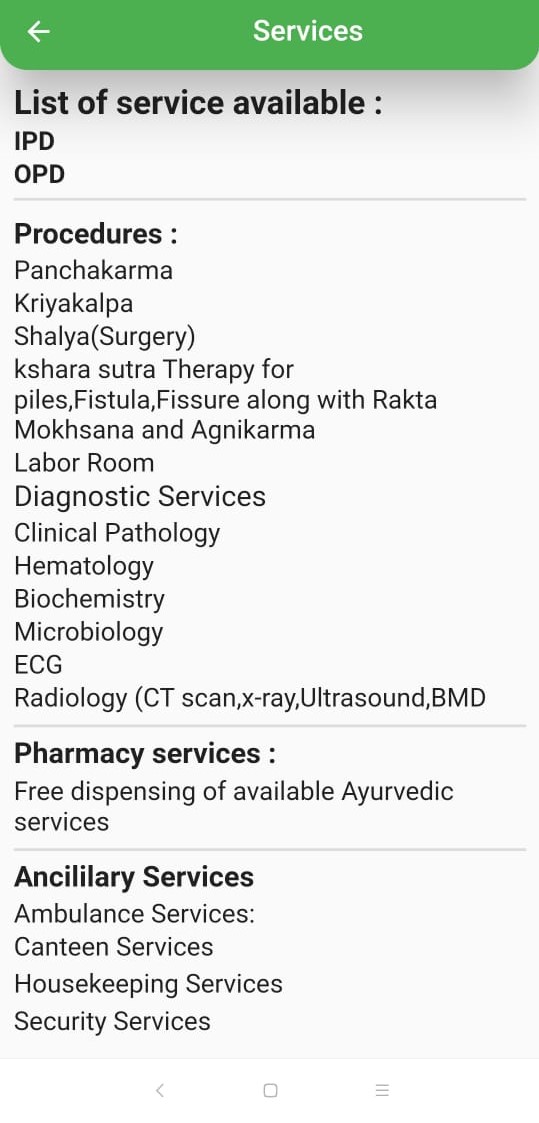 Services
List of service available :
IPD
OPD
Procedures :
Panchakarma
Kriyakalpa
Shalya(Surgery)
kshara sutra Therapy for
piles,Fistula,Fissure along with Rakta
Mokhsana and Agnikarma
Labor Room
Diagnostic Services
Clinical Pathology
Hematology
Biochemistry
Microbiology
ECG
Radiology (CT scan,x-ray,Ultrasound,BMD
Pharmacy services :
Free dispensing of available Ayurvedic
services
Ancililary Services
Ambulance Services:
Canteen Services
Housekeeping Services
Security Services